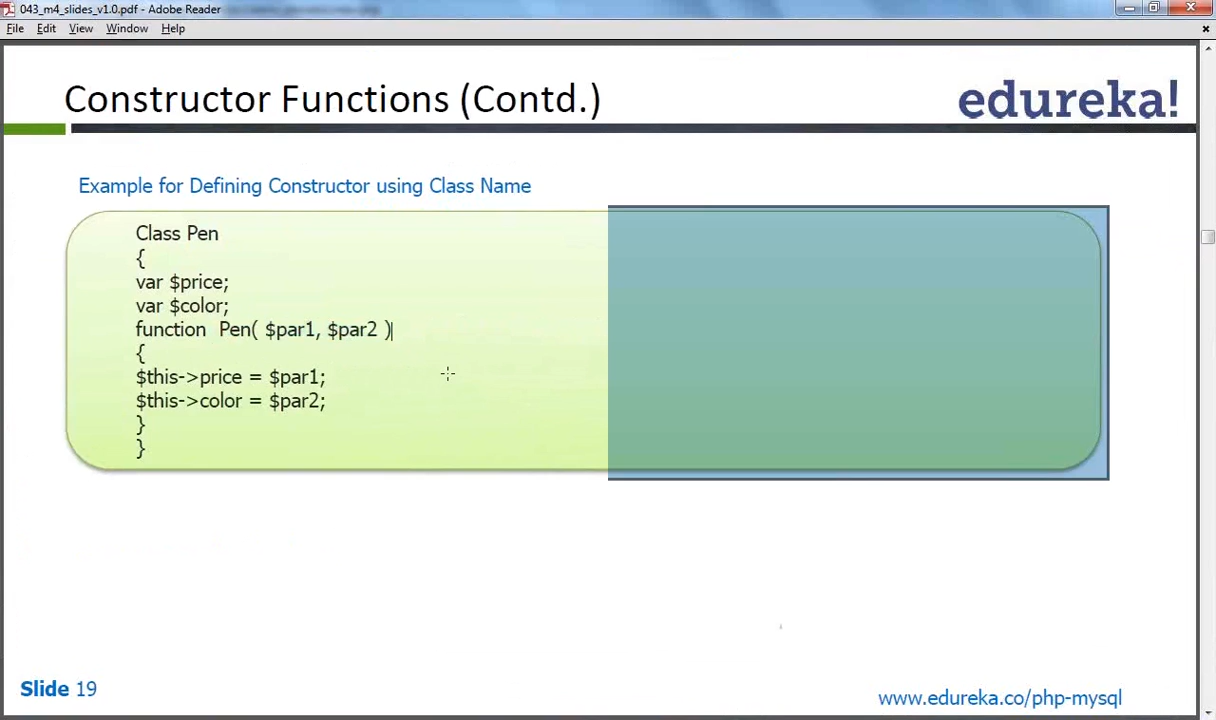 043_m4_slides_v1.0.pdf - Adobe Reader
File Edit View Window Help
Constructor Functions (Contd.)
edureka!
Example for Defining Constructor using Class Name
Class Pen
{
var $price;
var $color;
function Pen( $par1, $par2 )
{
$this->price = $par1;
$this->color = $par2;
}
}
Slide 19
www.edureka.co/php-mysql